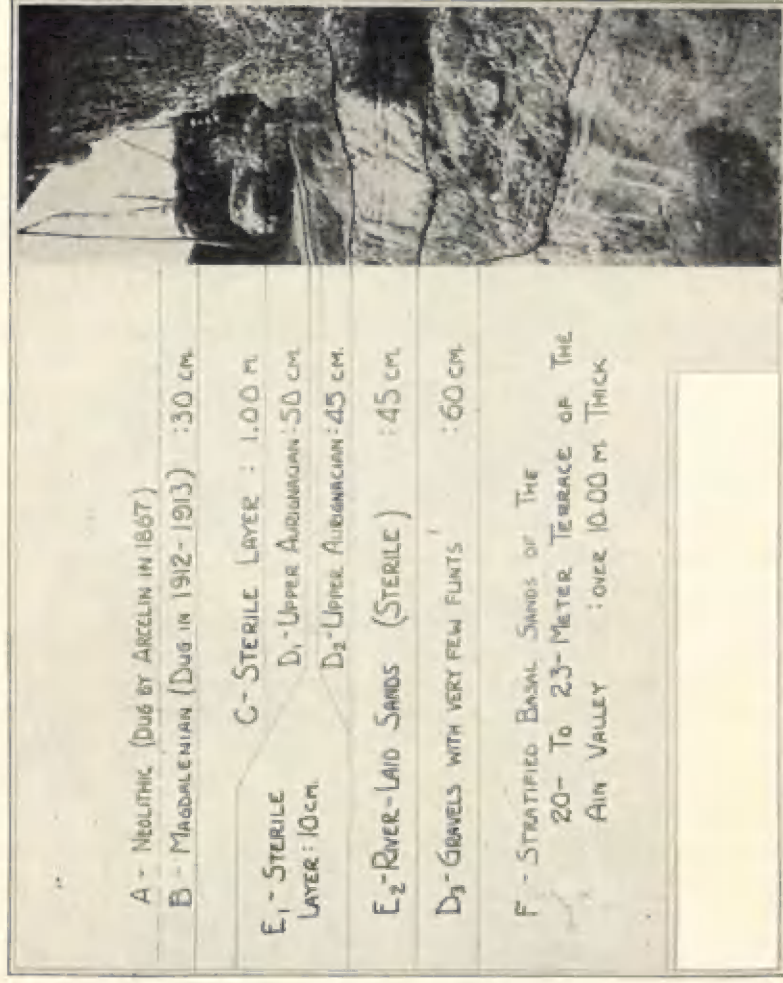 A - NEOLITHIC (DUG BY ARCELIN IN 1867)
B - MAGDALENIAN (DUG IN 1912-1913) : 30 CM.
C - STERILE LAYER : 1.00 M.
D₁ - UPPER AURIGNACIAN : 50 CM.
E₁ - STERILE
LAYER : 10 CM.
D₂ - UPPER AURIGNACIAN : 45 CM.
E₂ - RIVER-LAID SANDS (STERILE) : 45 CM.
D₃ - GRAVELS WITH VERY FEW FLINTS : 60 CM.
F - STRATIFIED BASAL SANDS OF THE
20- TO 23- METER TERRACE OF THE
AIN VALLEY : OVER 10.00 M. THICK